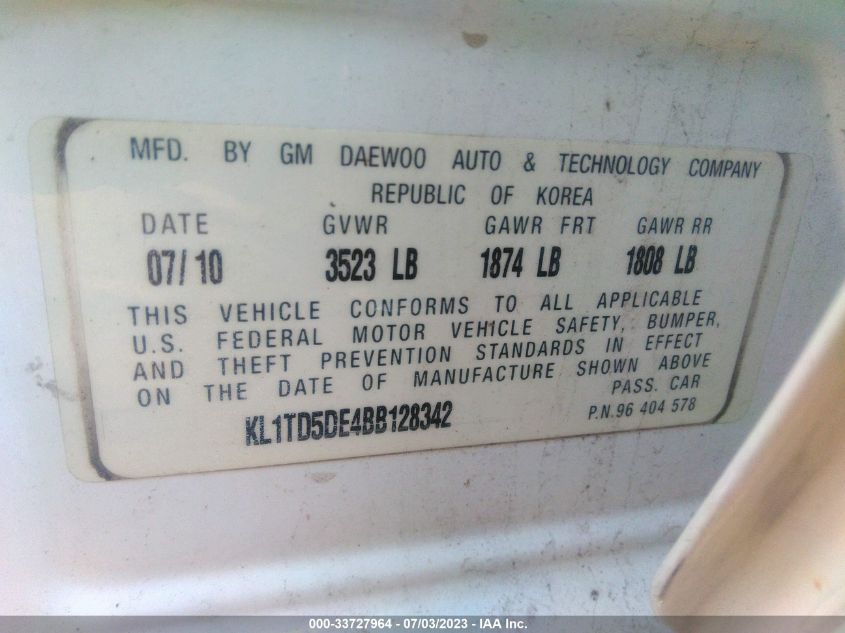 MFD. BY GM DAEWOO AUTO & TECHNOLOGY COMPANY
REPUBLIC OF KOREA
DATE GVWR GAWR FRT GAWR RR
07/10 3523 LB 1874 LB 1808 LB
THIS VEHICLE CONFORMS TO ALL APPLICABLE
U.S. FEDERAL MOTOR VEHICLE SAFETY, BUMPER,
AND THEFT PREVENTION STANDARDS IN EFFECT
ON THE DATE OF MANUFACTURE SHOWN ABOVE
PASS. CAR
KL1TD5DE4BB128342 P.N.96 404 578
000-33727964 - 07/03/2023 - IAA Inc.